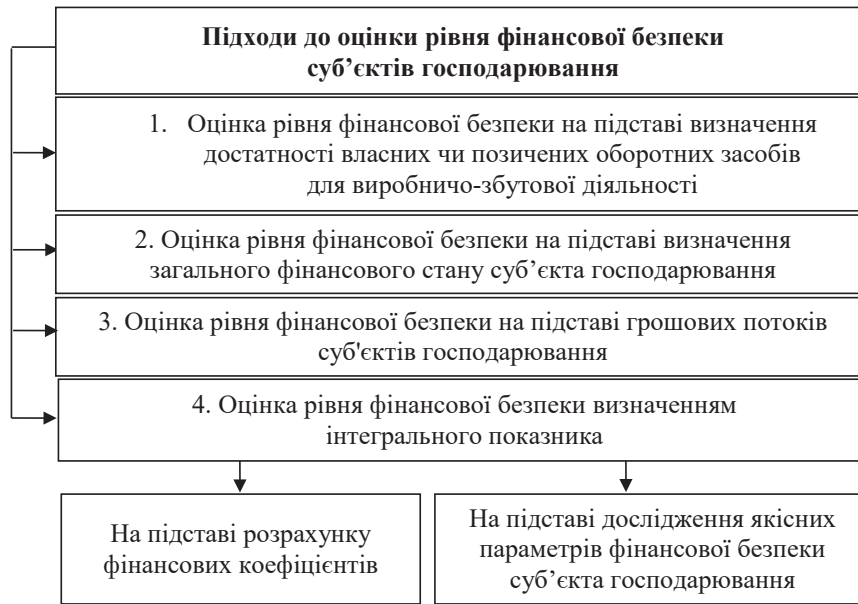 Підходи до оцінки рівня фінансової безпеки
суб’єктів господарювання
1. Оцінка рівня фінансової безпеки на підставі визначення
достатності власних чи позичених оборотних засобів
для виробничо-збутової діяльності
2. Оцінка рівня фінансової безпеки на підставі визначення
загального фінансового стану суб’єкта господарювання
3. Оцінка рівня фінансової безпеки на підставі грошових потоків
суб'єктів господарювання
4. Оцінка рівня фінансової безпеки визначенням
інтегрального показника
На підставі розрахунку
фінансових коефіцієнтів
На підставі дослідження якісних
параметрів фінансової безпеки
суб’єкта господарювання